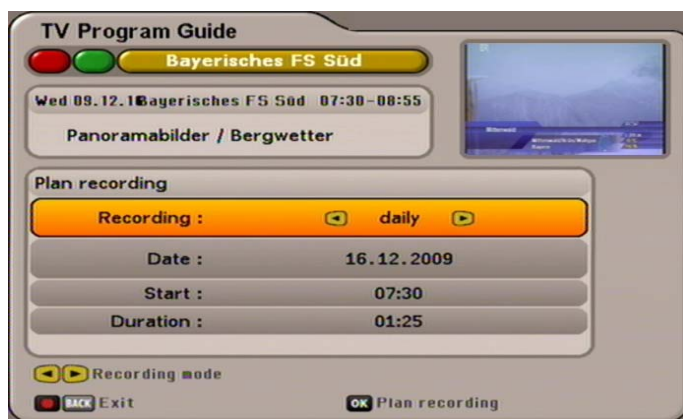 TV Program Guide
Bayerisches FS Süd
Wed 09.12.16 Bayerisches FS Süd 07:30-08:55
Panoramabilder / Bergwetter
Plan recording
Recording : daily
Date : 16.12.2009
Start : 07:30
Duration : 01:25
Recording mode
BACK Exit
OK Plan recording